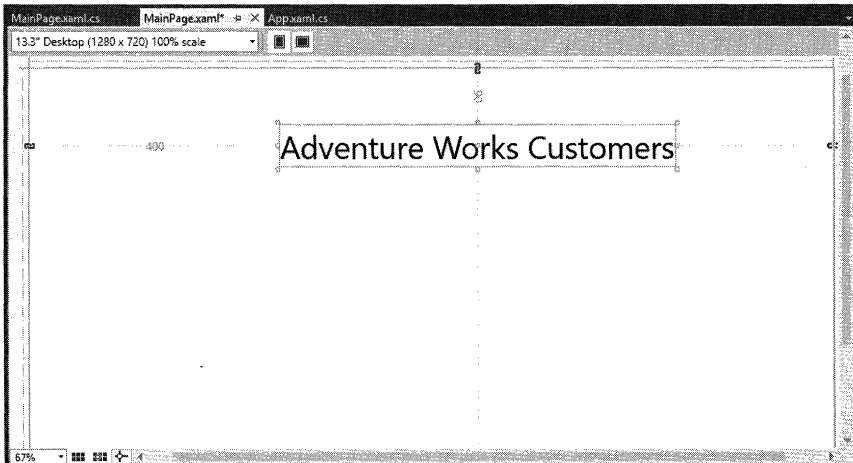 MainPage.xaml.cs MainPage.xaml* App.xaml.cs
13.3" Desktop (1280 x 720) 100% scale
400
Adventure Works Customers
67%